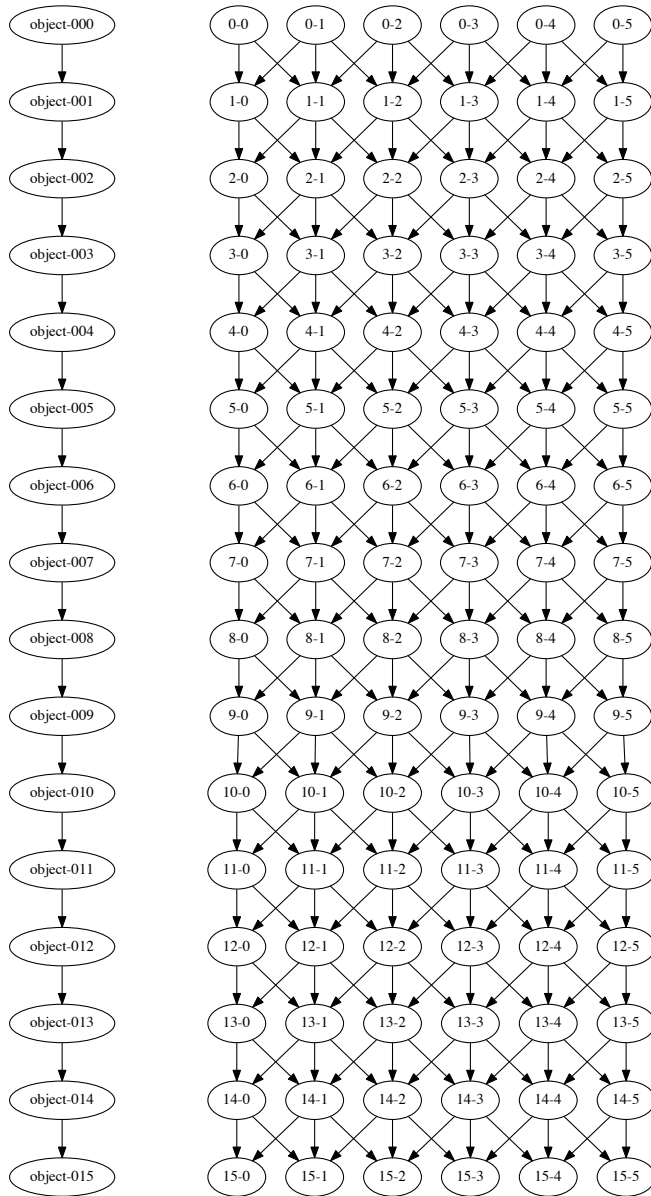 object-000 0-0 0-1 0-2 0-3 0-4 0-5
object-001 1-0 1-1 1-2 1-3 1-4 1-5
object-002 2-0 2-1 2-2 2-3 2-4 2-5
object-003 3-0 3-1 3-2 3-3 3-4 3-5
object-004 4-0 4-1 4-2 4-3 4-4 4-5
object-005 5-0 5-1 5-2 5-3 5-4 5-5
object-006 6-0 6-1 6-2 6-3 6-4 6-5
object-007 7-0 7-1 7-2 7-3 7-4 7-5
object-008 8-0 8-1 8-2 8-3 8-4 8-5
object-009 9-0 9-1 9-2 9-3 9-4 9-5
object-010 10-0 10-1 10-2 10-3 10-4 10-5
object-011 11-0 11-1 11-2 11-3 11-4 11-5
object-012 12-0 12-1 12-2 12-3 12-4 12-5
object-013 13-0 13-1 13-2 13-3 13-4 13-5
object-014 14-0 14-1 14-2 14-3 14-4 14-5
object-015 15-0 15-1 15-2 15-3 15-4 15-5